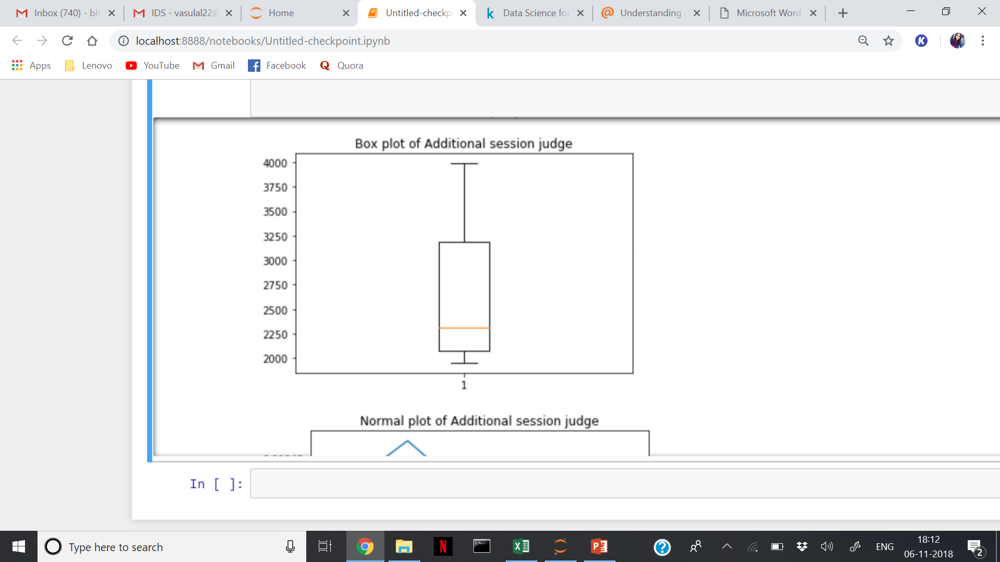 Inbox (740) - bh
IDS - vasulal22@
Home
Untitled-checkp
Data Science for
Understanding
Microsoft Word
localhost:8888/notebooks/Untitled-checkpoint.ipynb
Apps
Lenovo
YouTube
Gmail
Facebook
Quora
Box plot of Additional session judge
4000
3750
3500
3250
3000
2750
2500
2250
2000
1
Normal plot of Additional session judge
In [ ]:
Type here to search
ENG
18:12
06-11-2018
2